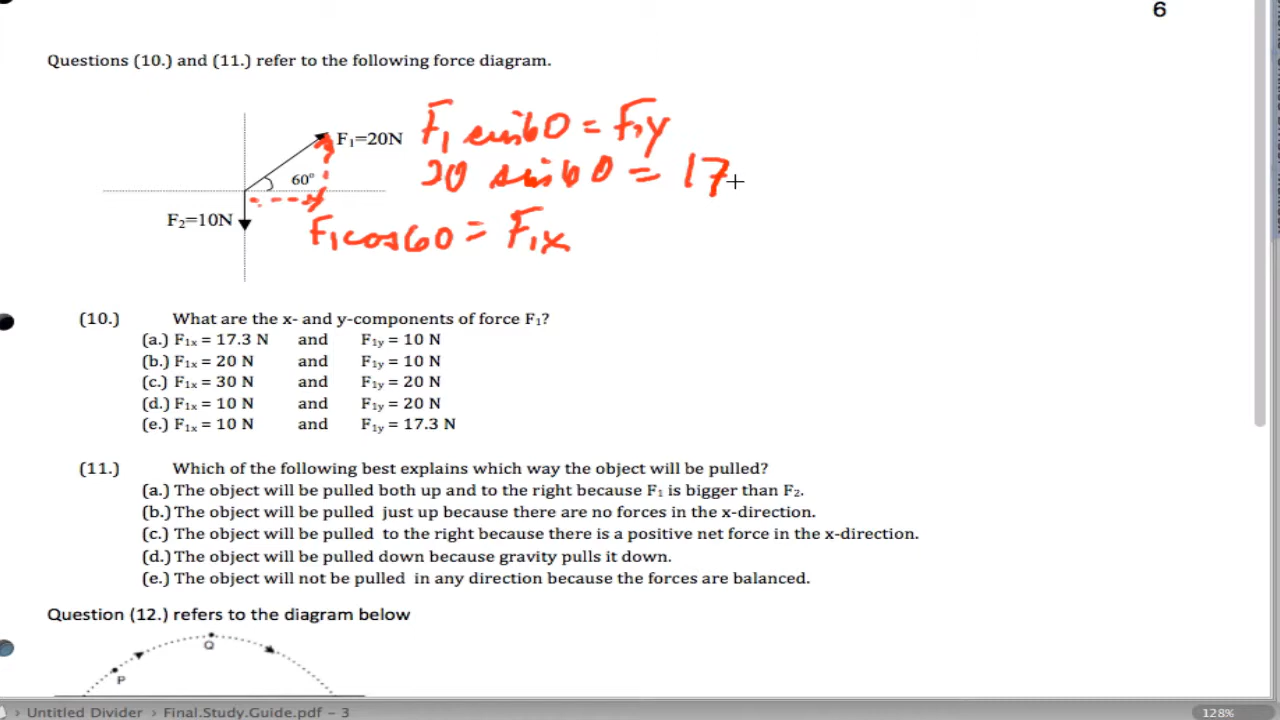 6
Questions (10.) and (11.) refer to the following force diagram.
F₁ sin60 = F₁y
F₁=20N
60°
20 sin60 = 17
F₂=10N
F₁cos60 = F₁x
(10.) What are the x- and y-components of force F₁?
(a.) F₁ₓ = 17.3 N and F₁y = 10 N
(b.) F₁ₓ = 20 N and F₁y = 10 N
(c.) F₁ₓ = 30 N and F₁y = 20 N
(d.) F₁ₓ = 10 N and F₁y = 20 N
(e.) F₁ₓ = 10 N and F₁y = 17.3 N
(11.) Which of the following best explains which way the object will be pulled?
(a.) The object will be pulled both up and to the right because F₁ is bigger than F₂.
(b.) The object will be pulled just up because there are no forces in the x-direction.
(c.) The object will be pulled to the right because there is a positive net force in the x-direction.
(d.) The object will be pulled down because gravity pulls it down.
(e.) The object will not be pulled in any direction because the forces are balanced.
Question (12.) refers to the diagram below
Q
P
› Untitled Divider › Final.Study.Guide.pdf – 3
128%